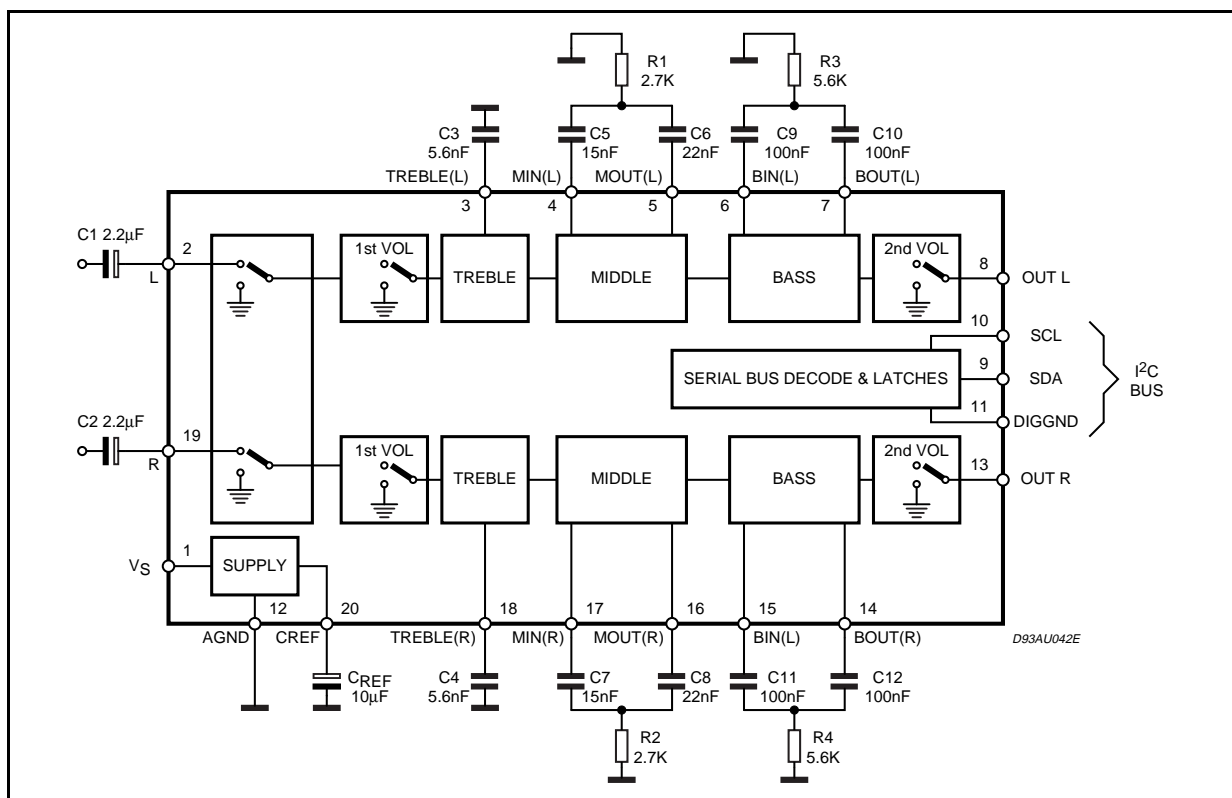 R1
2.7K
R3
5.6K
C3
5.6nF
C5
15nF
C6
22nF
C9
100nF
C10
100nF
TREBLE(L)
MIN(L)
MOUT(L)
BIN(L)
BOUT(L)
3
4
5
6
7
C1 2.2μF
2
L
1st VOL
TREBLE
MIDDLE
BASS
2nd VOL
8
OUT L
10
SCL
SERIAL BUS DECODE & LATCHES
9
SDA
I²C
BUS
11
DIGGND
C2 2.2μF
19
R
1st VOL
TREBLE
MIDDLE
BASS
2nd VOL
13
OUT R
VS
1
SUPPLY
12
20
18
17
16
15
14
AGND
CREF
TREBLE(R)
MIN(R)
MOUT(R)
BIN(L)
BOUT(R)
D93AU042E
CREF
10μF
C4
5.6nF
C7
15nF
C8
22nF
C11
100nF
C12
100nF
R2
2.7K
R4
5.6K